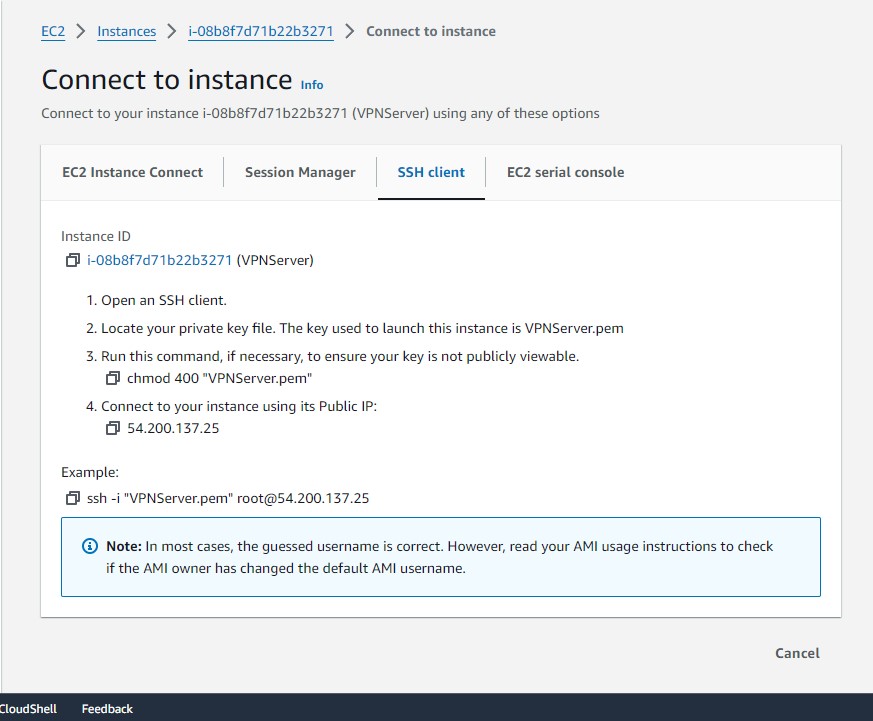 EC2 > Instances > i-08b8f7d71b22b3271 > Connect to instance
Connect to instance Info
Connect to your instance i-08b8f7d71b22b3271 (VPNServer) using any of these options
EC2 Instance Connect Session Manager SSH client EC2 serial console
Instance ID
i-08b8f7d71b22b3271 (VPNServer)
1. Open an SSH client.
2. Locate your private key file. The key used to launch this instance is VPNServer.pem
3. Run this command, if necessary, to ensure your key is not publicly viewable.
chmod 400 "VPNServer.pem"
4. Connect to your instance using its Public IP:
54.200.137.25
Example:
ssh -i "VPNServer.pem" root@54.200.137.25
Note: In most cases, the guessed username is correct. However, read your AMI usage instructions to check
if the AMI owner has changed the default AMI username.
Cancel
CloudShell Feedback